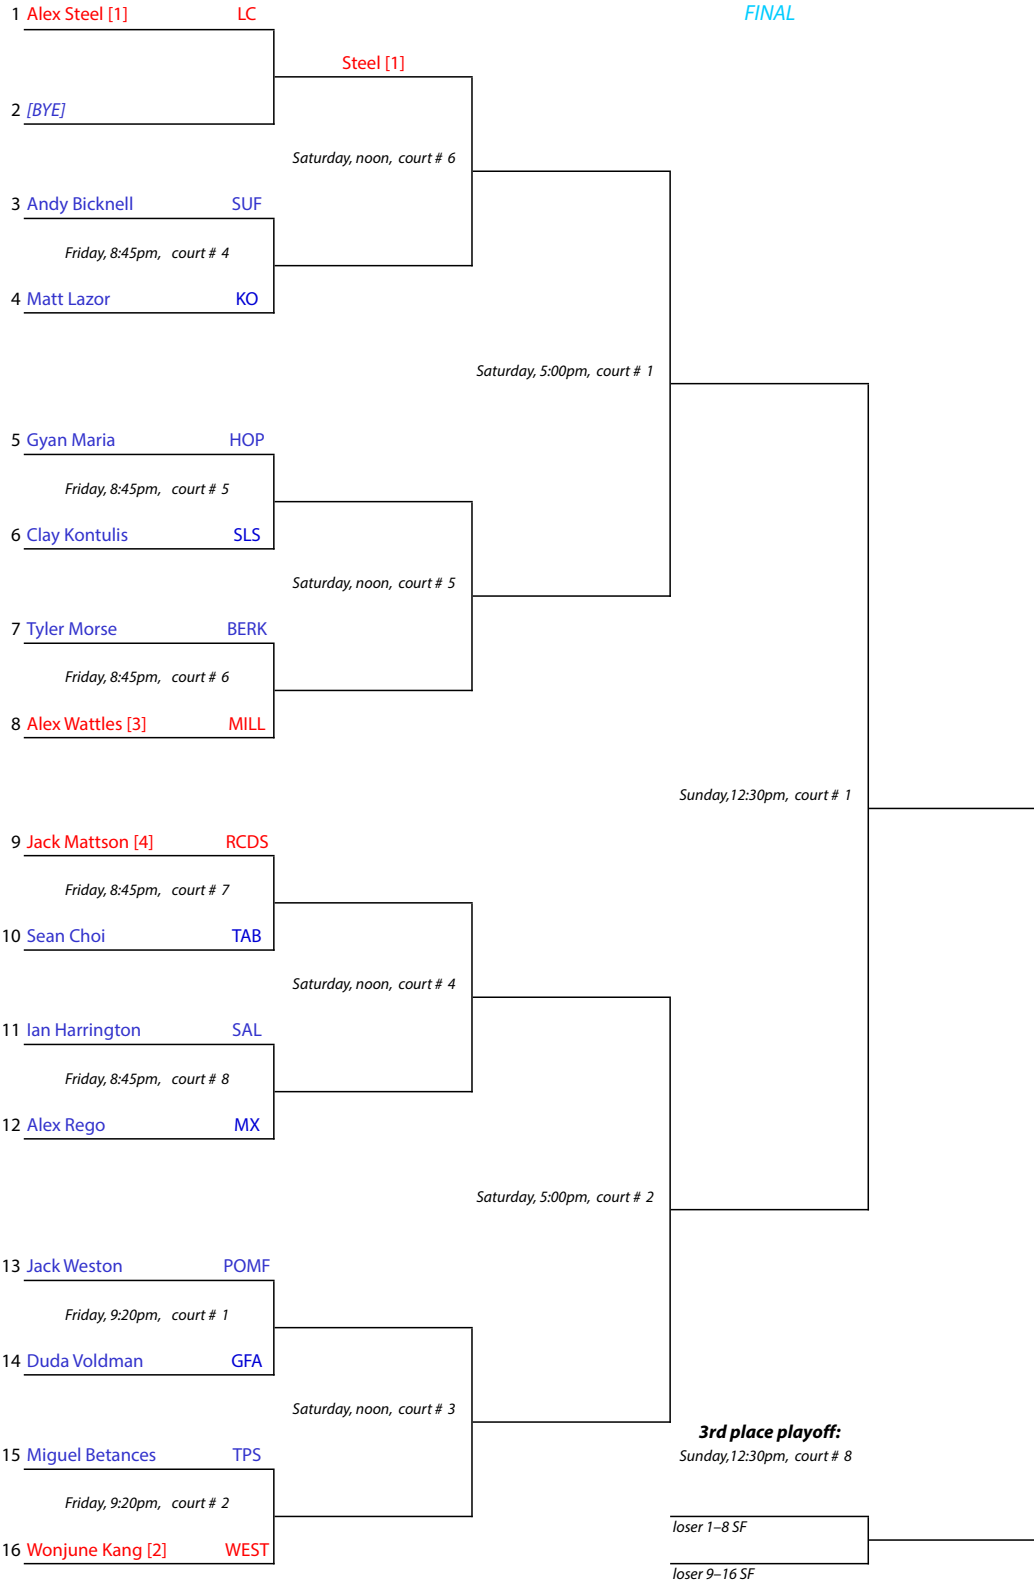 1 Alex Steel [1] LC
FINAL
Steel [1]
2 [BYE]
Saturday, noon, court # 6
3 Andy Bicknell SUF
Friday, 8:45pm, court # 4
4 Matt Lazor KO
Saturday, 5:00pm, court # 1
5 Gyan Maria HOP
Friday, 8:45pm, court # 5
6 Clay Kontulis SLS
Saturday, noon, court # 5
7 Tyler Morse BERK
Friday, 8:45pm, court # 6
8 Alex Wattles [3] MILL
Sunday,12:30pm, court # 1
9 Jack Mattson [4] RCDS
Friday, 8:45pm, court # 7
10 Sean Choi TAB
Saturday, noon, court # 4
11 Ian Harrington SAL
Friday, 8:45pm, court # 8
12 Alex Rego MX
Saturday, 5:00pm, court # 2
13 Jack Weston POMF
Friday, 9:20pm, court # 1
14 Duda Voldman GFA
Saturday, noon, court # 3
3rd place playoff:
15 Miguel Betances TPS
Sunday,12:30pm, court # 8
Friday, 9:20pm, court # 2
loser 1–8 SF
16 Wonjune Kang [2] WEST
loser 9–16 SF